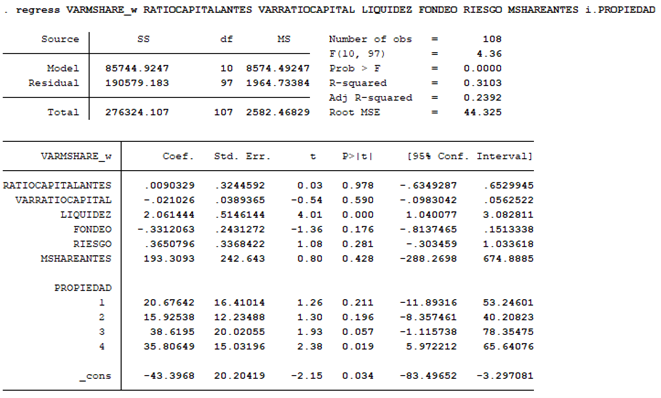 . regress VARMSHARE_w RATIOCAPITALANTES VARRATIOCAPITAL LIQUIDEZ FONDEO RIESGO MSHAREANTES i.PROPIEDAD
Source SS df MS Number of obs = 108
F(10, 97) = 4.36
Model 85744.9247 10 8574.49247 Prob > F = 0.0000
Residual 190579.183 97 1964.73384 R-squared = 0.3103
Adj R-squared = 0.2392
Total 276324.107 107 2582.46829 Root MSE = 44.325
VARMSHARE_w Coef. Std. Err. t P>|t| [95% Conf. Interval]
RATIOCAPITALANTES .0090329 .3244592 0.03 0.978 -.6349287 .6529945
VARRATIOCAPITAL -.021026 .0389365 -0.54 0.590 -.0983042 .0562522
LIQUIDEZ 2.061444 .5146144 4.01 0.000 1.040077 3.082811
FONDEO -.3312063 .2431272 -1.36 0.176 -.8137465 .1513338
RIESGO .3650796 .3368422 1.08 0.281 -.303459 1.033618
MSHAREANTES 193.3093 242.643 0.80 0.428 -288.2698 674.8885
PROPIEDAD
1 20.67642 16.41014 1.26 0.211 -11.89316 53.24601
2 15.92538 12.23488 1.30 0.196 -8.357461 40.20823
3 38.6195 20.02055 1.93 0.057 -1.115738 78.35475
4 35.80649 15.03196 2.38 0.019 5.972212 65.64076
_cons -43.3968 20.20419 -2.15 0.034 -83.49652 -3.297081